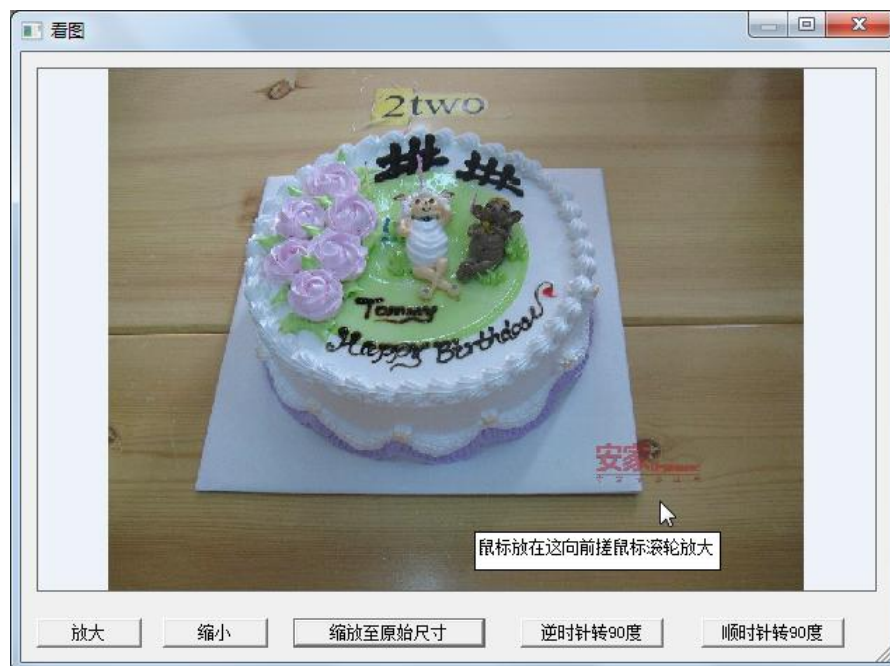 看图
2two
Tommy
Happy Birthday
安家
鼠标放在这向前搓鼠标滚轮放大
放大
缩小
缩放至原始尺寸
逆时针转90度
顺时针转90度